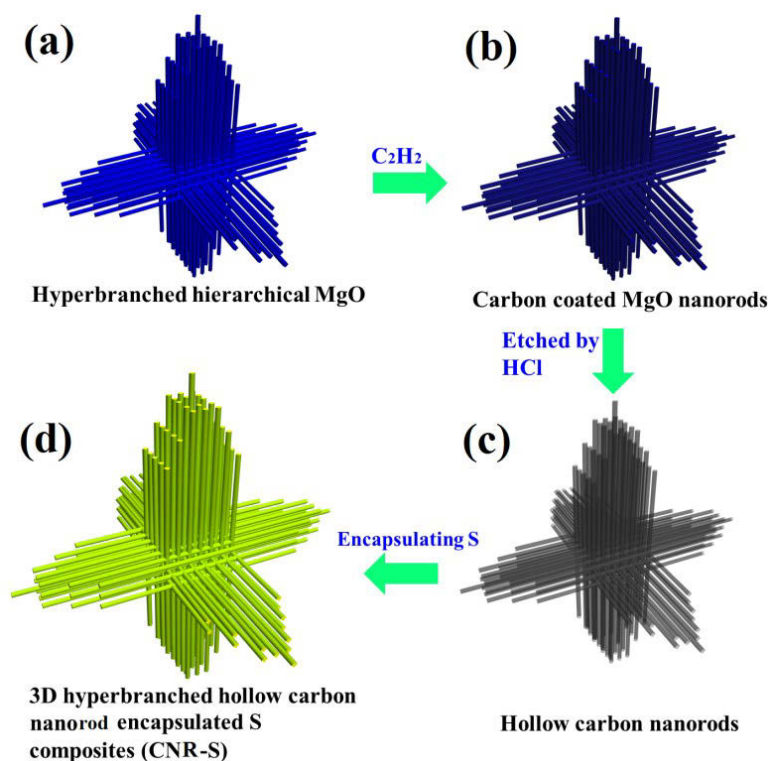 (a)
(b)
C₂H₂
Hyperbranched hierarchical MgO
Carbon coated MgO nanorods
Etched by
HCl
(d)
(c)
Encapsulating S
3D hyperbranched hollow carbon
nanorod encapsulated S
composites (CNR-S)
Hollow carbon nanorods